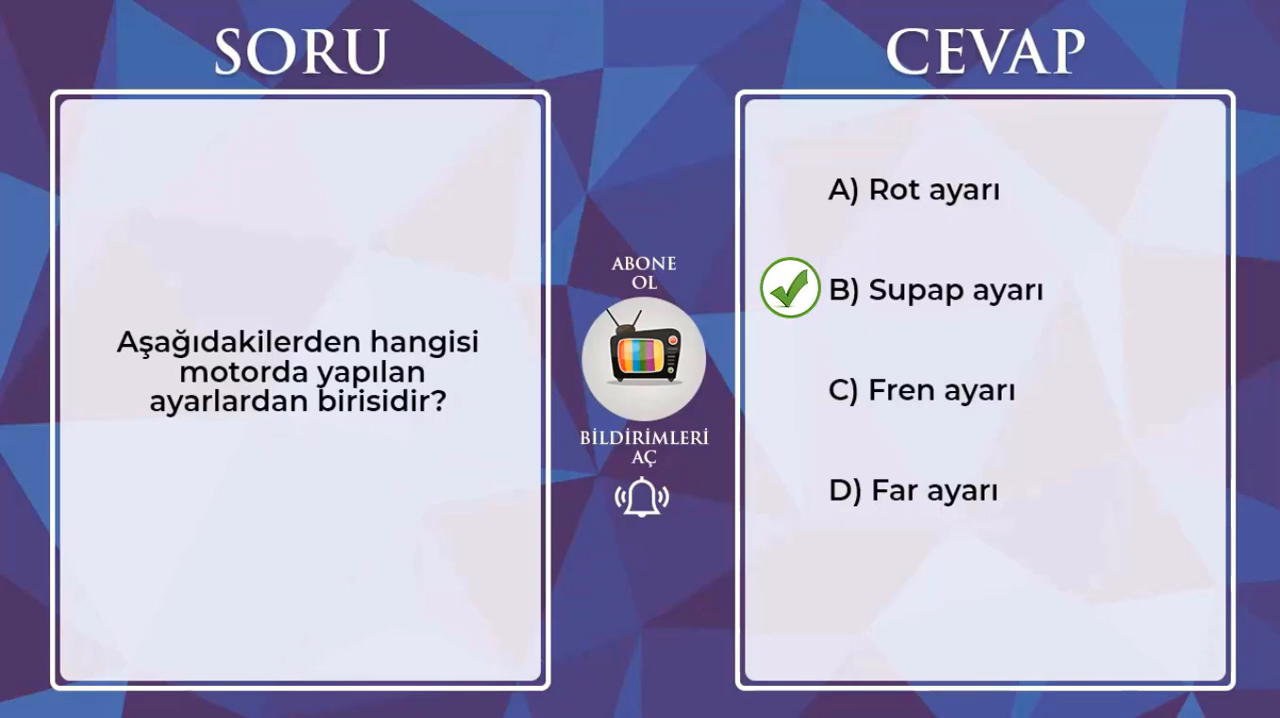 SORU
Aşağıdakilerden hangisi
motorda yapılan
ayarlardan birisidir?
ABONE
OL
BİLDİRİMLERİ
AÇ
CEVAP
A) Rot ayarı
B) Supap ayarı
C) Fren ayarı
D) Far ayarı